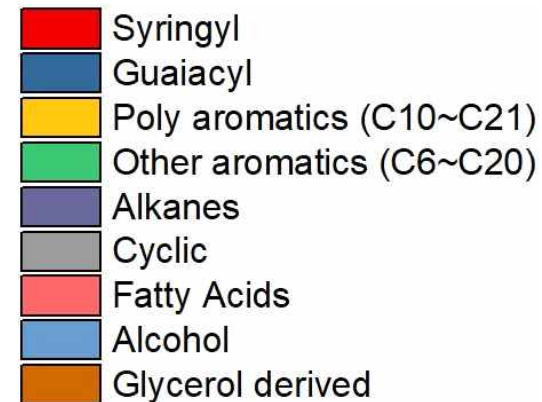 Syringyl
Guaiacyl
Poly aromatics (C10~C21)
Other aromatics (C6~C20)
Alkanes
Cyclic
Fatty Acids
Alcohol
Glycerol derived